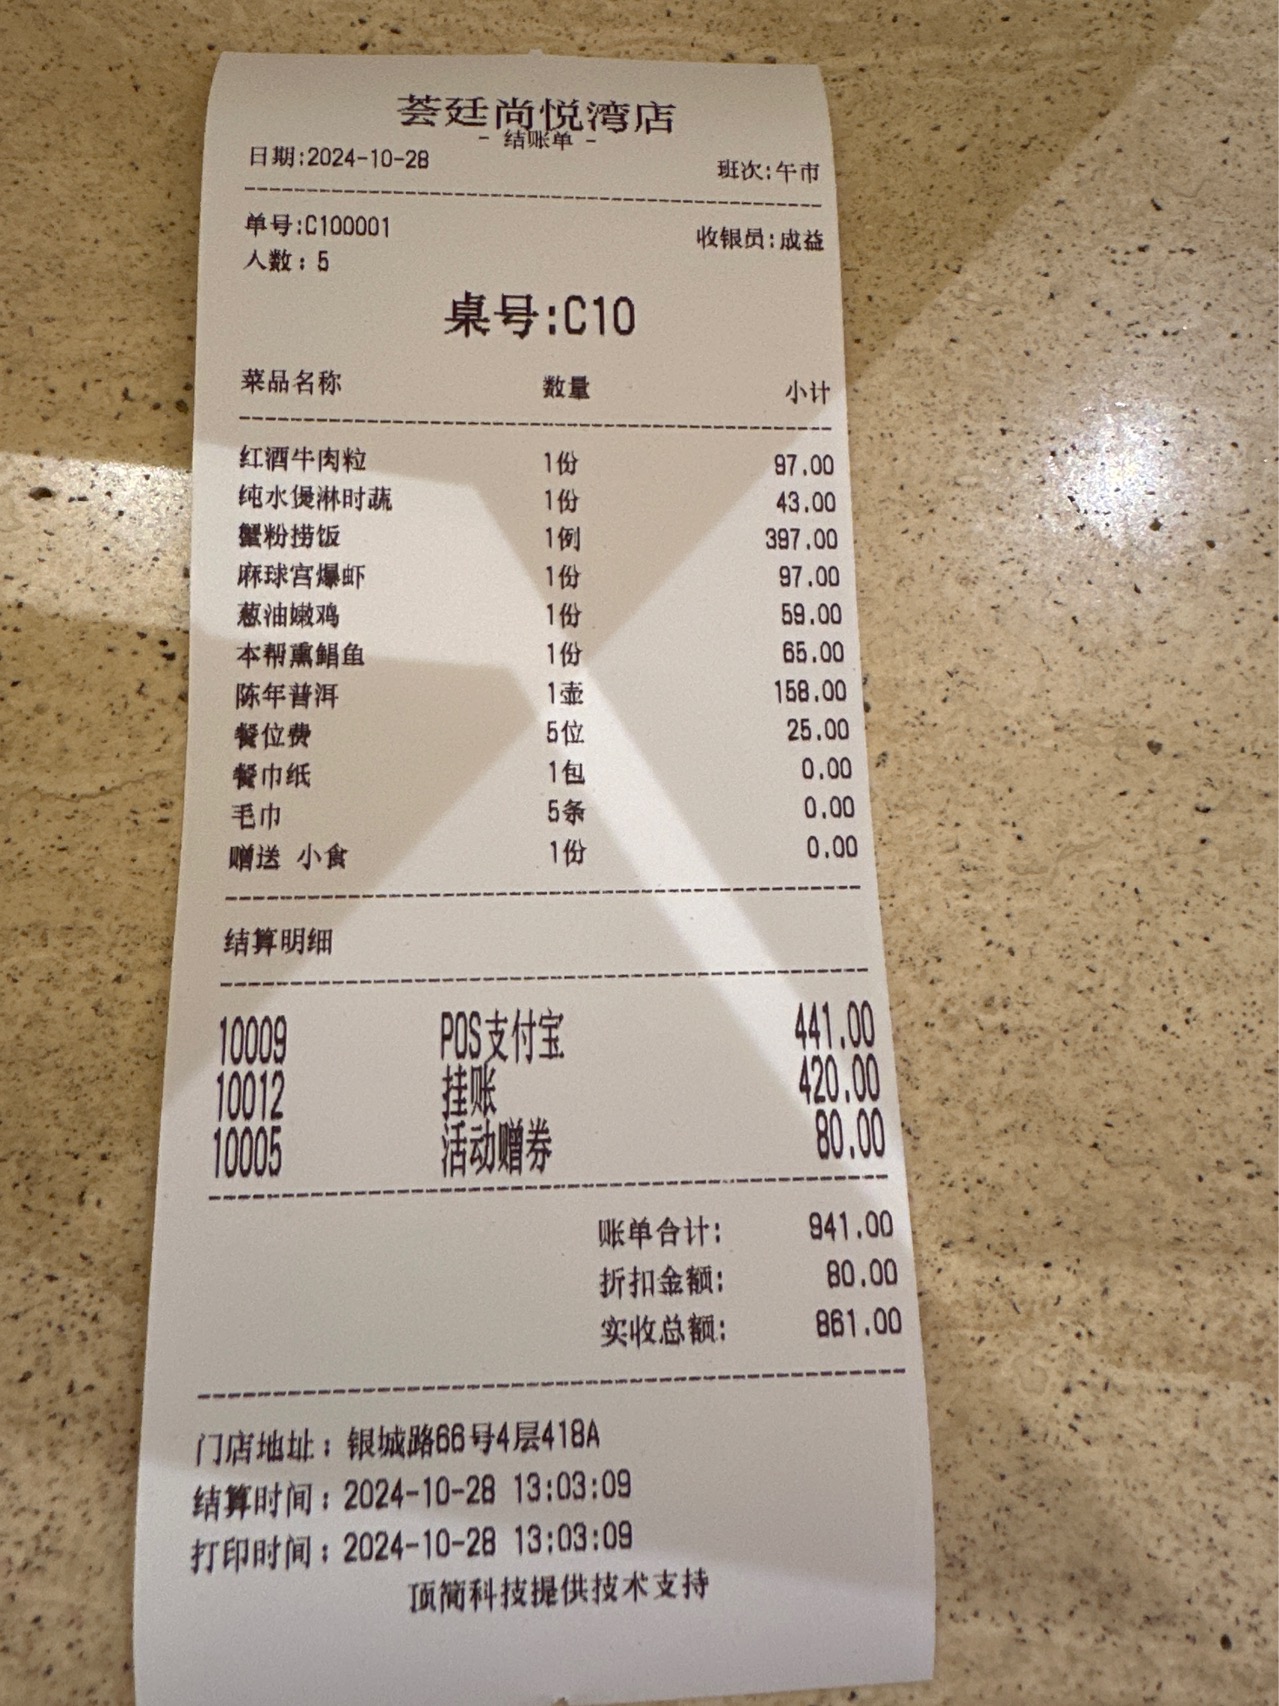 荟廷尚悦湾店
- 结账单 -
日期:2024-10-28 班次:午市
单号:C100001 收银员:成益
人数: 5
桌号:C10
菜品名称 数量 小计
红酒牛肉粒 1份 97.00
纯水煲淋时蔬 1份 43.00
蟹粉捞饭 1例 397.00
麻球宫爆虾 1份 97.00
葱油嫩鸡 1份 59.00
本帮熏鲳鱼 1份 65.00
陈年普洱 1壶 158.00
餐位费 5位 25.00
餐巾纸 1包 0.00
毛巾 5条 0.00
赠送 小食 1份 0.00
结算明细
10009 POS支付宝 441.00
10012 挂账 420.00
10005 活动赠券 80.00
账单合计: 941.00
折扣金额: 80.00
实收总额: 861.00
门店地址: 银城路66号4层418A
结算时间: 2024-10-28 13:03:09
打印时间: 2024-10-28 13:03:09
顶简科技提供技术支持